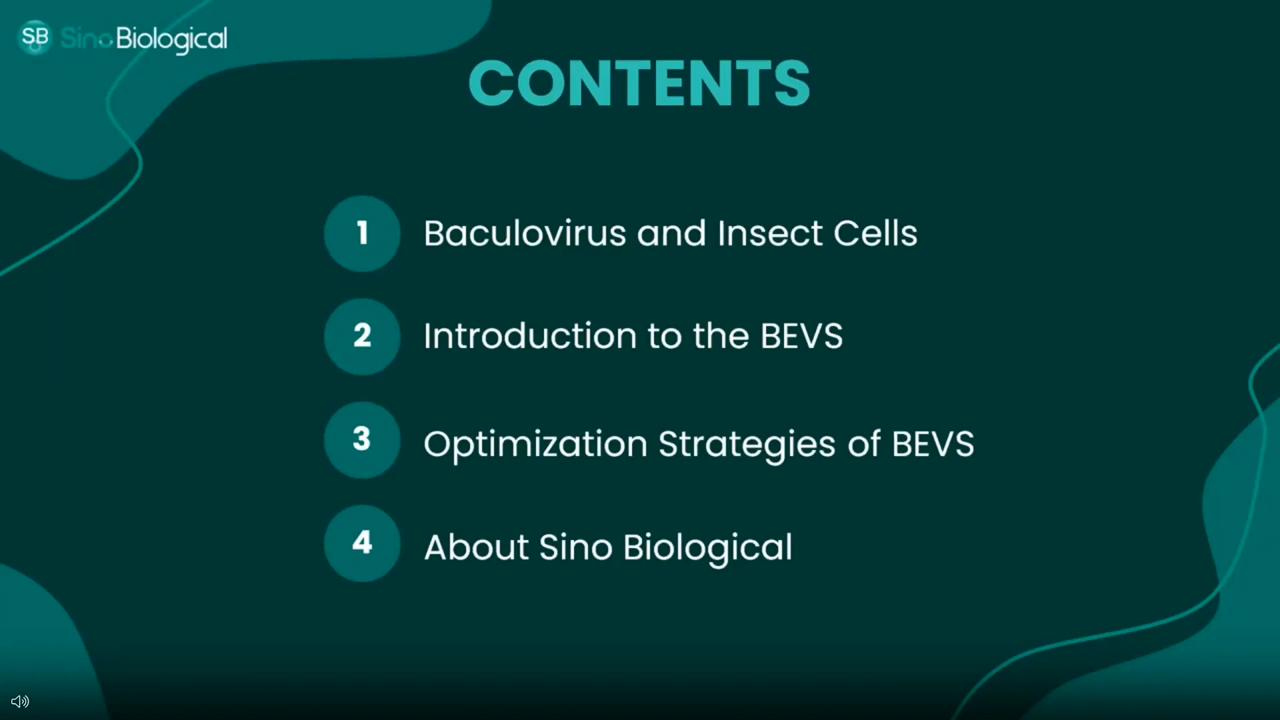 SB SinoBiological
CONTENTS
1 Baculovirus and Insect Cells
2 Introduction to the BEVS
3 Optimization Strategies of BEVS
4 About Sino Biological